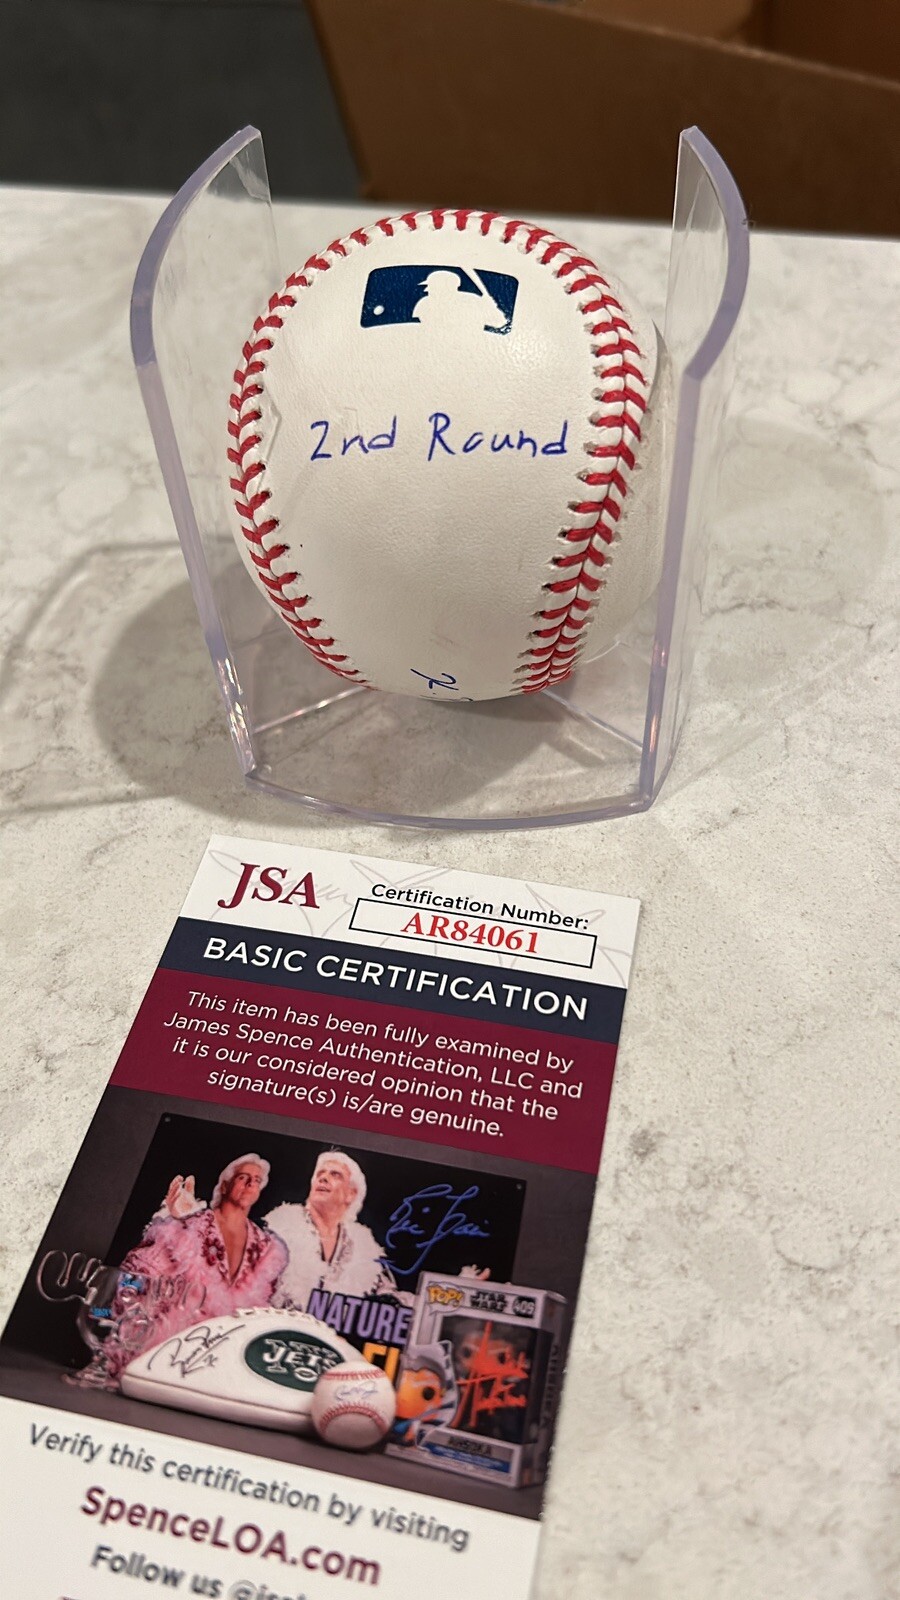 2nd Round
JSA
Certification Number:
AR84061
BASIC CERTIFICATION
This item has been fully examined by
James Spence Authentication, LLC and
it is our considered opinion that the
signature(s) is/are genuine.
NATURE
POP!
STAR
WARS
409
JETS
AHSOKA
Verify this certification by visiting
SpenceLOA.com
Follow us